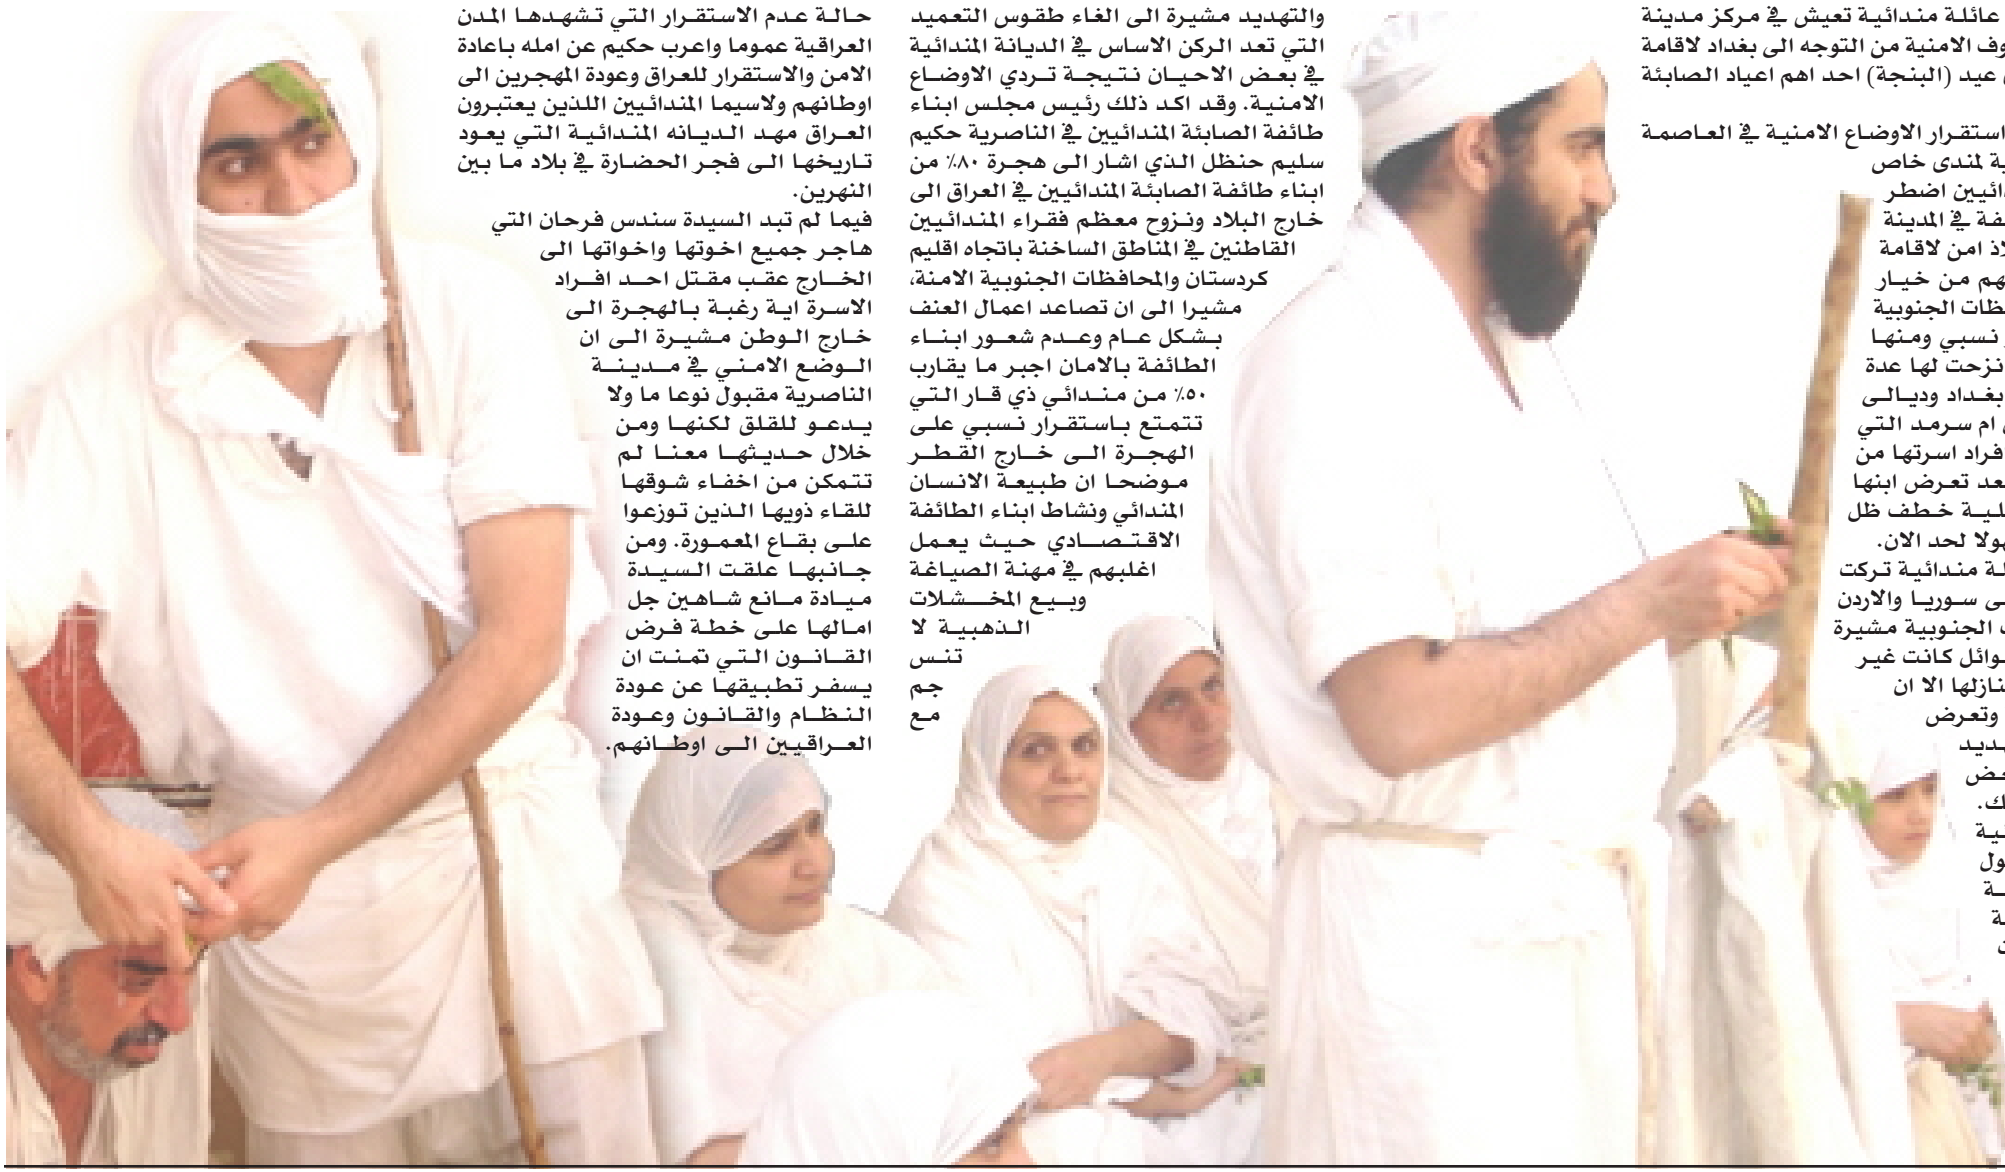 عائلة مندائية تعيش في مركز مدينة
وف الامنية من التوجه الى بغداد لاقامة
عيد (البنجة) احد اهم اعياد الصابئة
استقرار الاوضاع الامنية في العاصمة
ية لمندى خاص
دائيين اضطر
فة في المدينة
لاذ امن لاقامة
هم من خيار
ظات الجنوبية
نسبي ومنها
نزحت لها عدة
بغداد وديالى
ام سرمد التي
افراد اسرتها من
عد تعرض ابنها
لية خطف ظل
هولا لحد الان.
لة مندائية تركت
ى سوريا والاردن
الجنوبية مشيرة
وائل كانت غير
نازلها الا ان
وتعرض
ديد
عض
ك.
ية
ول
ـة
ة
والتهديد مشيرة الى الغاء طقوس التعميد
التي تعد الركن الاساس في الديانة المندائية
في بعض الاحيان نتيجة تردي الاوضاع
الامنية. وقد اكد ذلك رئيس مجلس ابناء
طائفة الصابئة المندائيين في الناصرية حكيم
سليم حنظل الذي اشار الى هجرة ٨٠٪ من
ابناء طائفة الصابئة المندائيين في العراق الى
خارج البلاد ونزوح معظم فقراء المندائيين
القاطنين في المناطق الساخنة باتجاه اقليم
كردستان والمحافظات الجنوبية الامنة،
مشيرا الى ان تصاعد اعمال العنف
بشكل عام وعدم شعور ابناء
الطائفة بالامان اجبر ما يقارب
٥٠٪ من مندائي ذي قار التي
تتمتع باستقرار نسبي على
الهجرة الى خارج القطر
موضحا ان طبيعة الانسان
المندائي ونشاط ابناء الطائفة
الاقتصادي حيث يعمل
اغلبهم في مهنة الصياغة
وبيع المخشلات
الذهبية لا
تنس
جم
مع
حالة عدم الاستقرار التي تشهدها المدن
العراقية عموما واعرب حكيم عن امله باعادة
الامن والاستقرار للعراق وعودة المهجرين الى
اوطانهم ولاسيما المندائيين اللذين يعتبرون
العراق مهد الديانه المندائية التي يعود
تاريخها الى فجر الحضارة في بلاد ما بين
النهرين.
فيما لم تبد السيدة سندس فرحان التي
هاجر جميع اخوتها واخواتها الى
الخارج عقب مقتل احد افراد
الاسرة اية رغبة بالهجرة الى
خارج الوطن مشيرة الى ان
الوضع الامني في مدينة
الناصرية مقبول نوعا ما ولا
يدعو للقلق لكنها ومن
خلال حديثها معنا لم
تتمكن من اخفاء شوقها
للقاء ذويها الذين توزعوا
على بقاع المعمورة. ومن
جانبها علقت السيدة
ميادة مانع شاهين جل
امالها على خطة فرض
القانون التي تمنت ان
يسفر تطبيقها عن عودة
النظام والقانون وعودة
العراقيين الى اوطانهم.